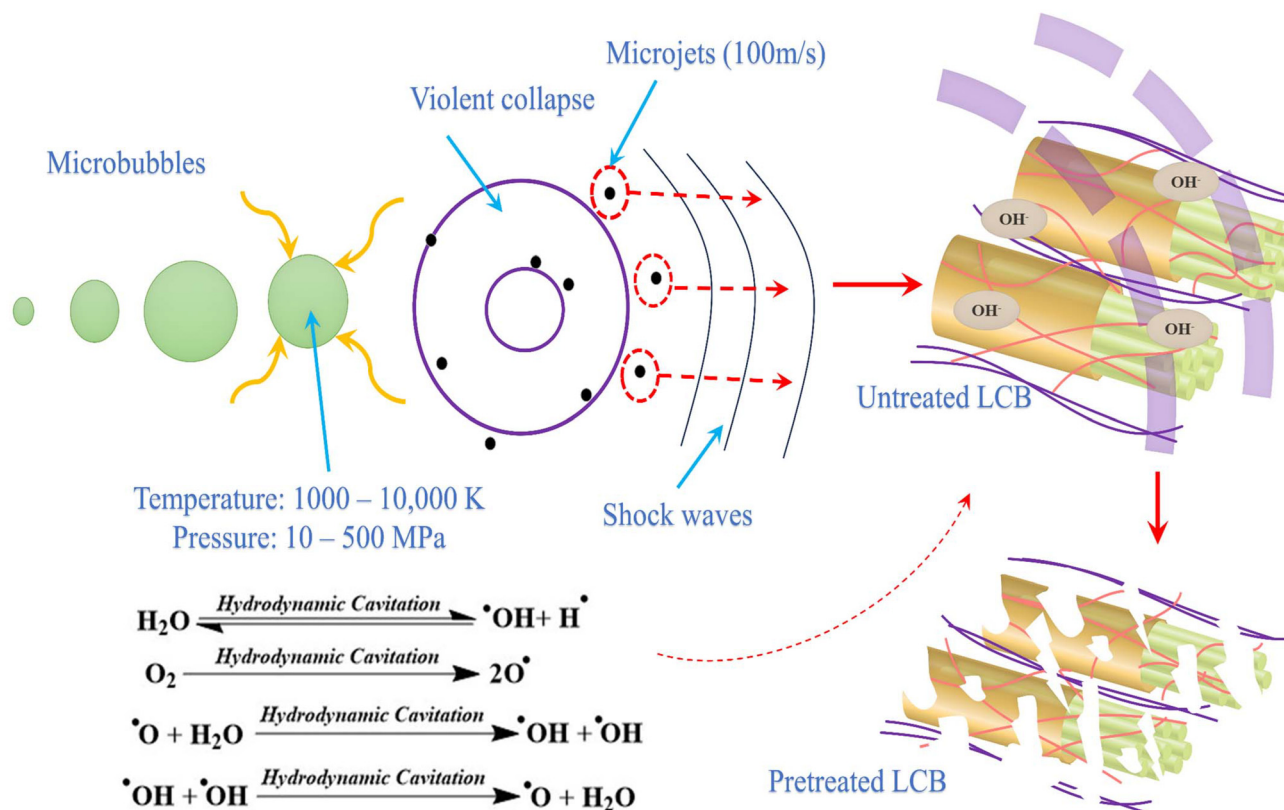 Microjets (100m/s)
Violent collapse
Microbubbles
OH-
OH-
OH-
OH-
Untreated LCB
Temperature: 1000 – 10,000 K
Pressure: 10 – 500 MPa
Shock waves
H₂O Hydrodynamic Cavitation •OH + H•
O₂ Hydrodynamic Cavitation 2O•
•O + H₂O Hydrodynamic Cavitation •OH + •OH
•OH + •OH Hydrodynamic Cavitation •O + H₂O
Pretreated LCB